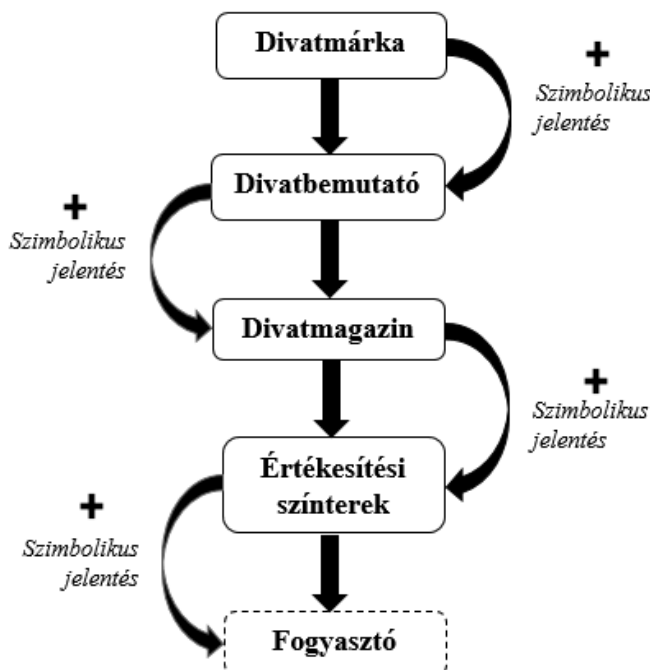 Divatmárka
+
Szimbolikus
jelentés
Divatbemutató
+
Szimbolikus
jelentés
Divatmagazin
+
Szimbolikus
jelentés
Értékesítési
színterek
+
Szimbolikus
jelentés
Fogyasztó